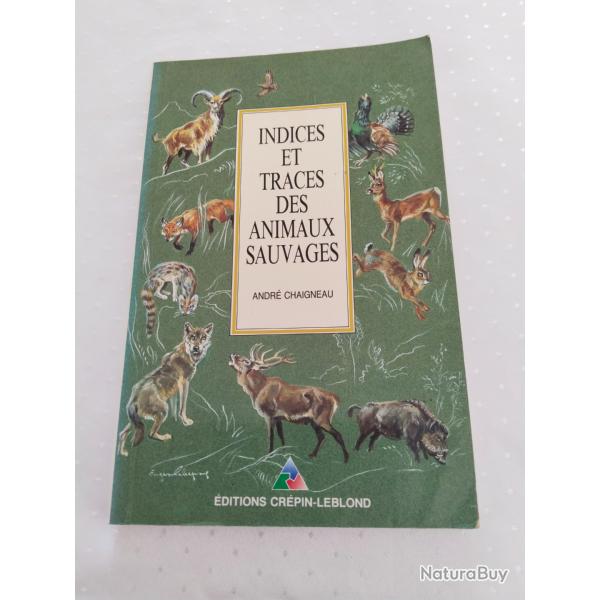 INDICES
ET
TRACES
DES
ANIMAUX
SAUVAGES
ANDRÉ CHAIGNEAU
ÉDITIONS CRÉPIN-LEBLOND
NaturaBuy